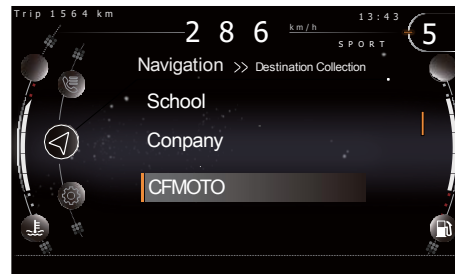 Trip 1564 km
286 km/h
13:43
SPORT
5
Navigation >> Destination Collection
School
Conpany
CFMOTO